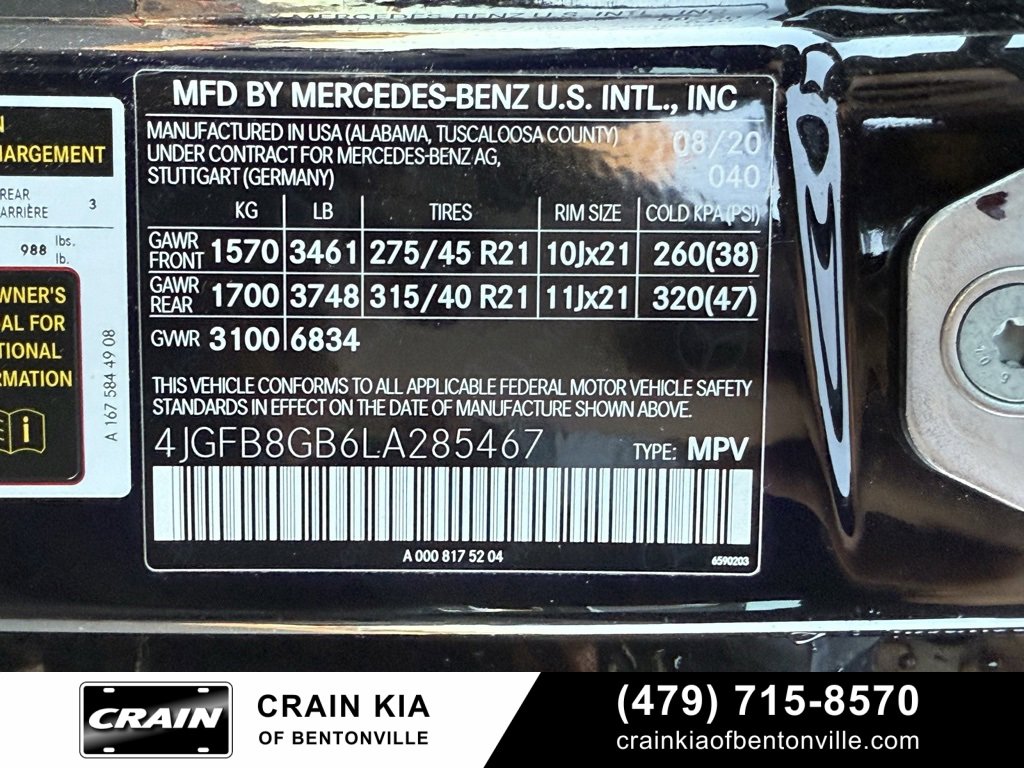 MERCEDES-BENZ U.S. INTL., INC
MFD BY MERCEDES-BENZ U.S. INTL., INC
MANUFACTURED IN USA (ALABAMA, TUSCALOOSA COUNTY) 08/20
UNDER CONTRACT FOR MERCEDES-BENZ AG,
STUTTGART (GERMANY) 040
KG LB TIRES RIM SIZE COLD KPA(PSI)
GAWR FRONT 1570 3461 275/45 R21 10Jx21 260(38)
GAWR REAR 1700 3748 315/40 R21 11Jx21 320(47)
GVWR 3100 6834
THIS VEHICLE CONFORMS TO ALL APPLICABLE FEDERAL MOTOR VEHICLE SAFETY
STANDARDS IN EFFECT ON THE DATE OF MANUFACTURE SHOWN ABOVE.
4JGFB8GB6LA285467 TYPE: MPV
A 000 817 52 04 6590203
REAR
ARRIÈRE 3
988 lbs.
lb.
WNER'S
AL FOR
TIONAL
RMATION
i
A 167 584 49 08
CRAIN
CRAIN KIA
OF BENTONVILLE
(479) 715-8570
crainkiaofbentonville.com